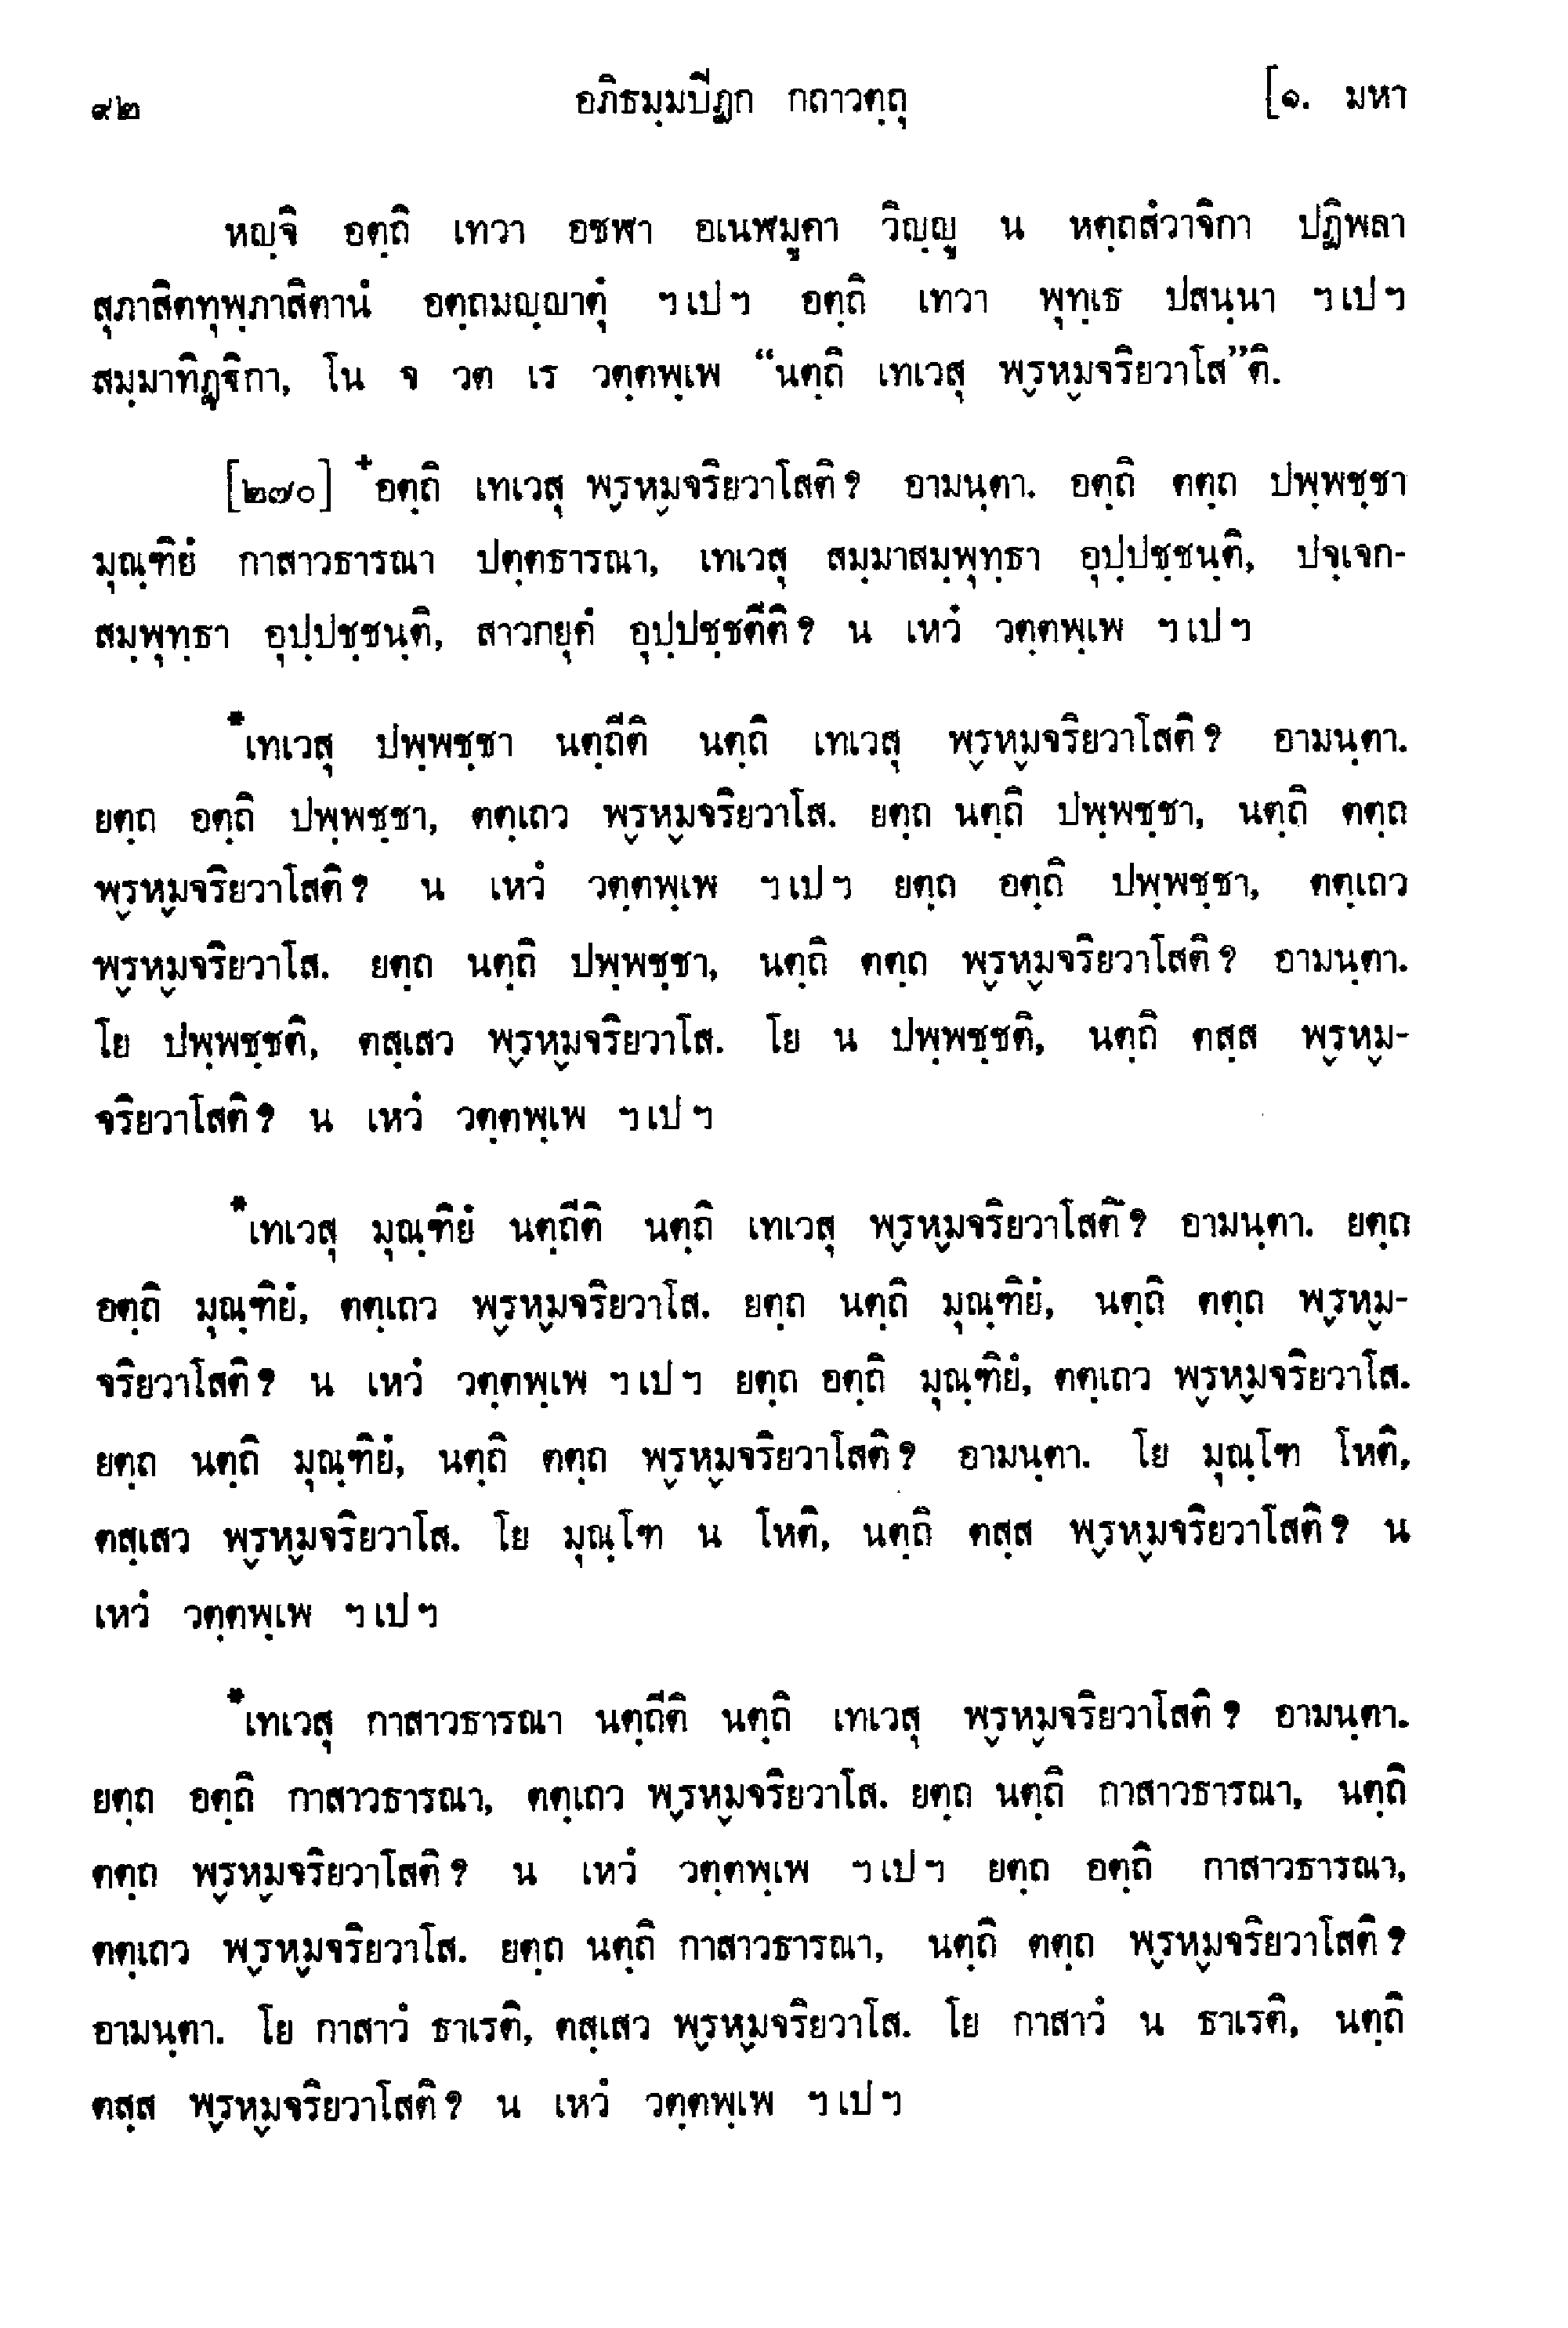 ๙๒ อภิธมฺมปิฏเก กถาวตฺถุ [๑. มหา
หญฺจิ อตฺถิ เทวา อชฬา อเนฬมูคา วิญฺญู น หตฺถสํวาจิกา ปฏิพลา
สุภาสิตทุพฺภาสิตานํ อตฺถมญฺญาตุํ ฯ เป ฯ อตฺถิ เทวา พุทฺเธ ปสนฺนา ฯ เป ฯ
สมฺมาทิฏฺฐิกา, โน จ วต เร วตฺตพฺเพ “นตฺถิ เทเวสุ พฺรหฺมจริยวาโส”ติ.
[๒๗๐] ⁺อตฺถิ เทเวสุ พฺรหฺมจริยวาโสติ? อามนฺตา. อตฺถิ ตตฺถ ปพฺพชฺชา
มุณฺฑิยํ กาสาวธารณา ปตฺตธารณา, เทเวสุ สมฺมาสมฺพุทฺธา อุปฺปชฺชนฺติ, ปจฺเจก-
สมฺพุทฺธา อุปฺปชฺชนฺติ, สาวกยุคํ อุปฺปชฺชตีติ? น เหวํ วตฺตพฺเพ ฯ เป ฯ
*เทเวสุ ปพฺพชฺชา นตฺถีติ นตฺถิ เทเวสุ พฺรหฺมจริยวาโสติ? อามนฺตา.
ยตฺถ อตฺถิ ปพฺพชฺชา, ตตฺเถว พฺรหฺมจริยวาโส. ยตฺถ นตฺถิ ปพฺพชฺชา, นตฺถิ ตตฺถ
พฺรหฺมจริยวาโสติ? น เหวํ วตฺตพฺเพ ฯ เป ฯ ยตฺถ อตฺถิ ปพฺพชฺชา, ตตฺเถว
พฺรหฺมจริยวาโส. ยตฺถ นตฺถิ ปพฺพชฺชา, นตฺถิ ตตฺถ พฺรหฺมจริยวาโสติ? อามนฺตา.
โย ปพฺพชฺชติ, ตสฺเสว พฺรหฺมจริยวาโส. โย น ปพฺพชฺชติ, นตฺถิ ตสฺส พฺรหฺม-
จริยวาโสติ? น เหวํ วตฺตพฺเพ ฯ เป ฯ
*เทเวสุ มุณฺฑิยํ นตฺถีติ นตฺถิ เทเวสุ พฺรหฺมจริยวาโสติ? อามนฺตา. ยตฺถ
อตฺถิ มุณฺฑิยํ, ตตฺเถว พฺรหฺมจริยวาโส. ยตฺถ นตฺถิ มุณฺฑิยํ, นตฺถิ ตตฺถ พฺรหฺม-
จริยวาโสติ? น เหวํ วตฺตพฺเพ ฯ เป ฯ ยตฺถ อตฺถิ มุณฺฑิยํ, ตตฺเถว พฺรหฺมจริยวาโส.
ยตฺถ นตฺถิ มุณฺฑิยํ, นตฺถิ ตตฺถ พฺรหฺมจริยวาโสติ? อามนฺตา. โย มุณฺโฑ โหติ,
ตสฺเสว พฺรหฺมจริยวาโส. โย มุณฺโฑ น โหติ, นตฺถิ ตสฺส พฺรหฺมจริยวาโสติ? น
เหวํ วตฺตพฺเพ ฯ เป ฯ
*เทเวสุ กาสาวธารณา นตฺถีติ นตฺถิ เทเวสุ พฺรหฺมจริยวาโสติ? อามนฺตา.
ยตฺถ อตฺถิ กาสาวธารณา, ตตฺเถว พฺรหฺมจริยวาโส. ยตฺถ นตฺถิ กาสาวธารณา, นตฺถิ
ตตฺถ พฺรหฺมจริยวาโสติ? น เหวํ วตฺตพฺเพ ฯ เป ฯ ยตฺถ อตฺถิ กาสาวธารณา,
ตตฺเถว พฺรหฺมจริยวาโส. ยตฺถ นตฺถิ กาสาวธารณา, นตฺถิ ตตฺถ พฺรหฺมจริยวาโสติ?
อามนฺตา. โย กาสาวํ ธาเรติ, ตสฺเสว พฺรหฺมจริยวาโส. โย กาสาวํ น ธาเรติ, นตฺถิ
ตสฺส พฺรหฺมจริยวาโสติ? น เหวํ วตฺตพฺเพ ฯ เป ฯ